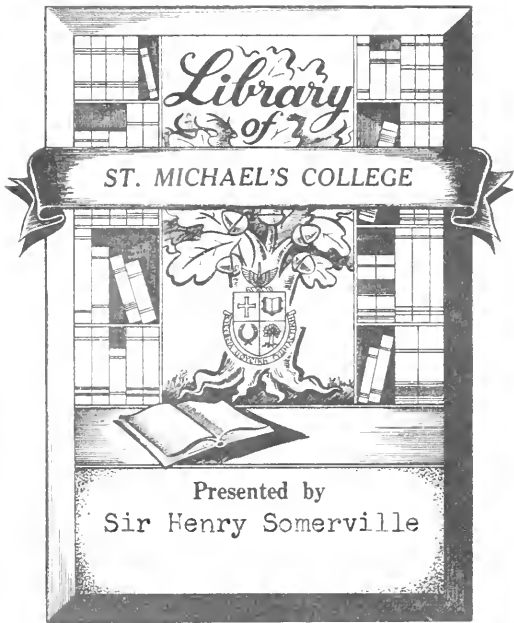 Library
of
ST. MICHAEL'S COLLEGE
Presented by
Sir Henry Somerville